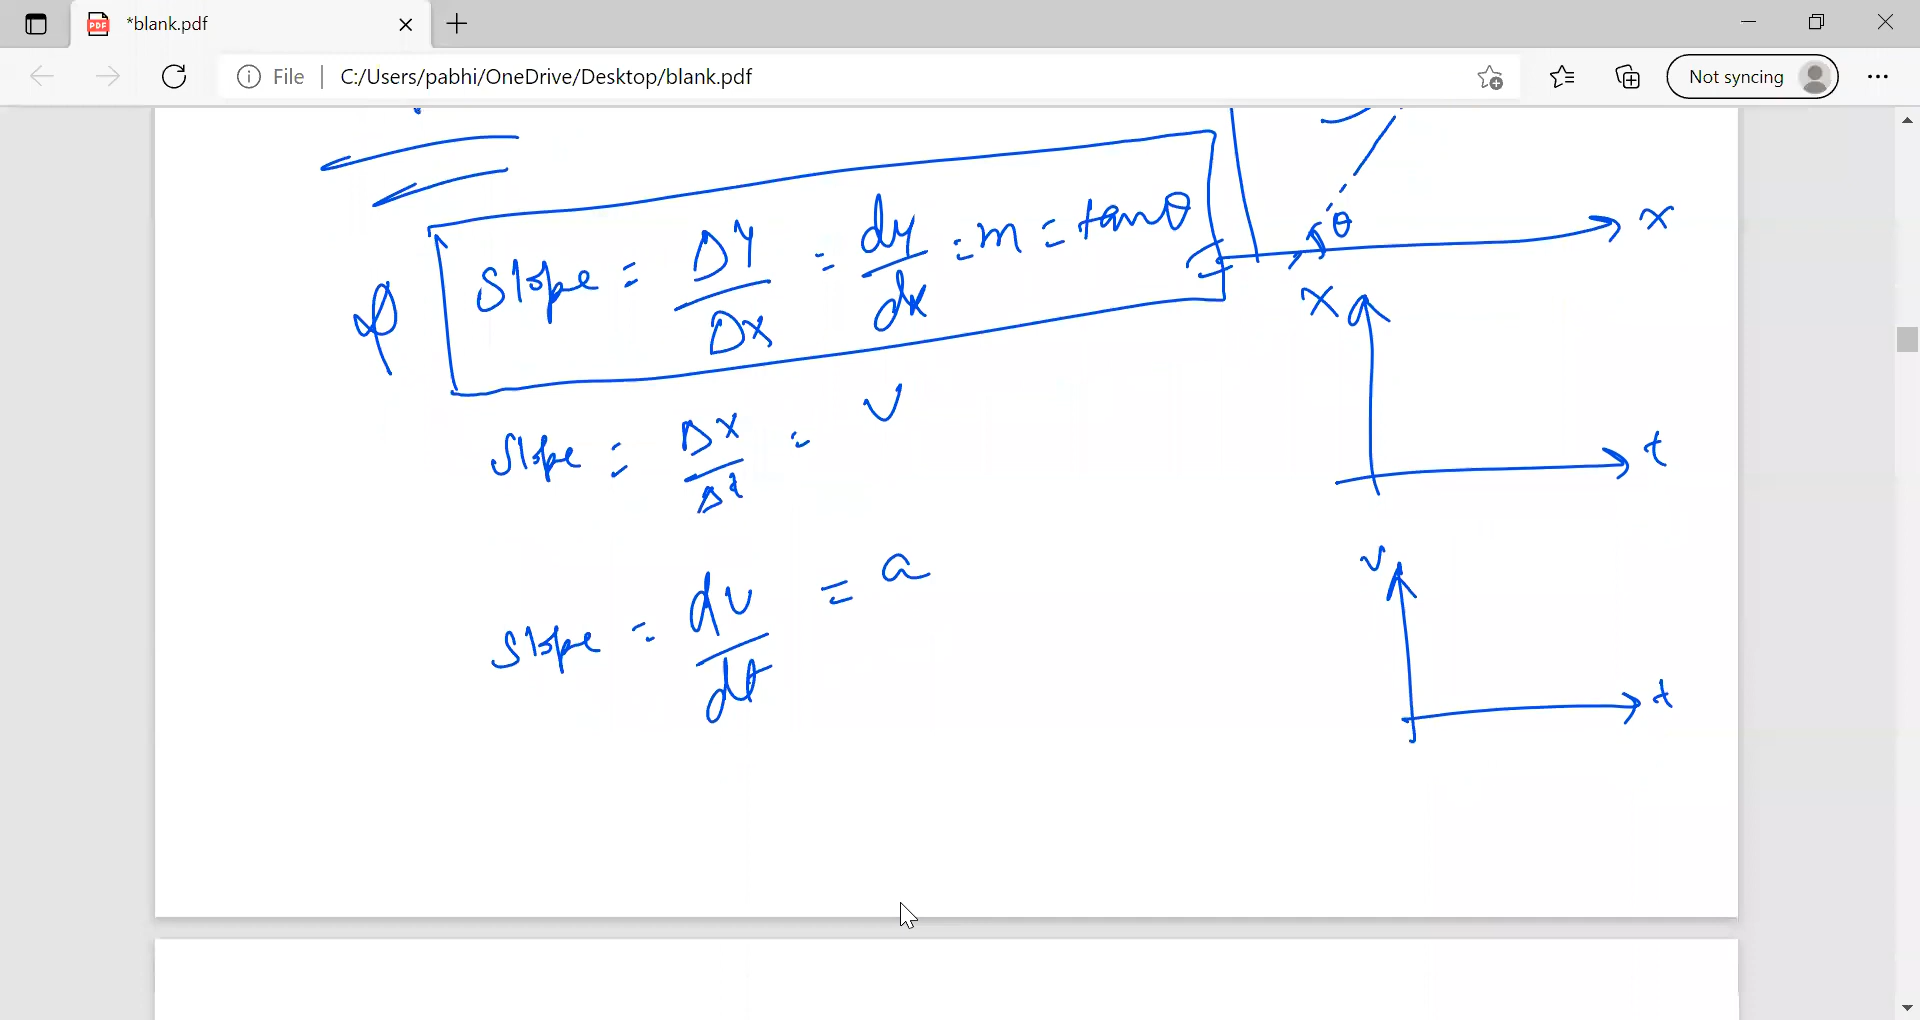 *blank.pdf
File | C:/Users/pabhi/OneDrive/Desktop/blank.pdf
Not syncing
Slope = Δy/Δx = dy/dx = m = tanθ
θ
x
x
Slope = Δx/Δt = v
t
v
Slope = dv/dt = a
t